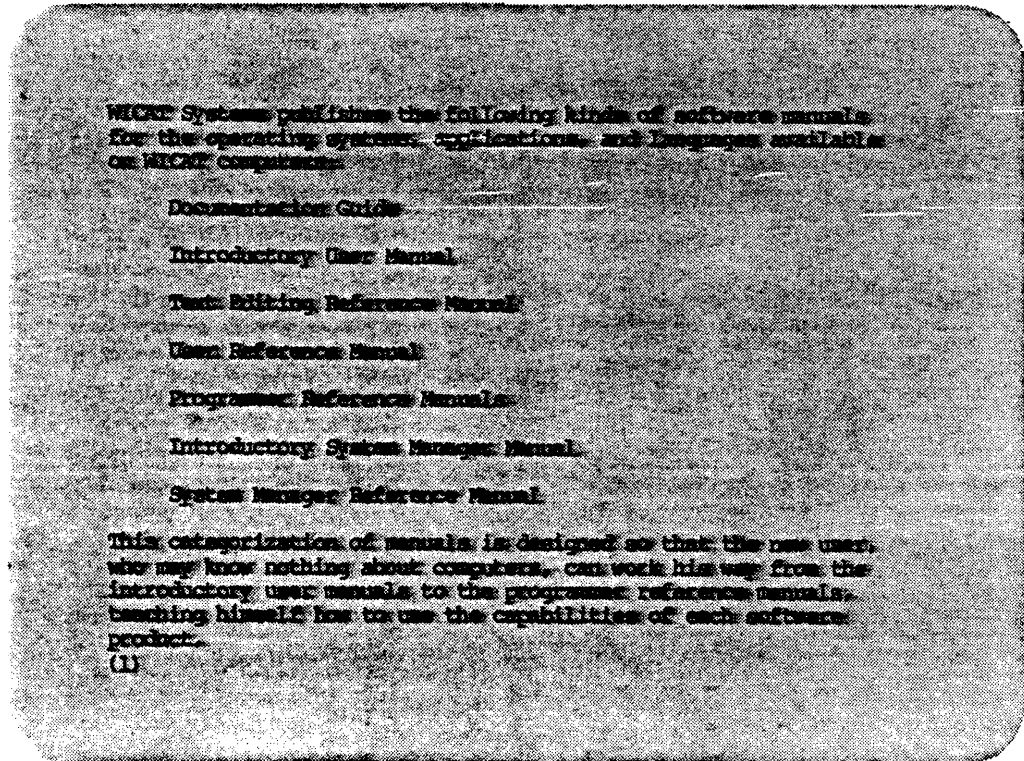 WICAT Systems publishes the following kinds of software manuals
for the operating systems, applications, and languages available
on WICAT computers.
Documentation Guide
Introductory User Manual
Text Editing Reference Manual
User Reference Manual
Programmer Reference Manuals
Introductory System Manager Manual
System Manager Reference Manual
This categorization of manuals is designed so that the new user,
who may know nothing about computers, can work his way from the
introductory user manuals to the programmer reference manuals,
teaching himself how to use the capabilities of each software
product.
(1)